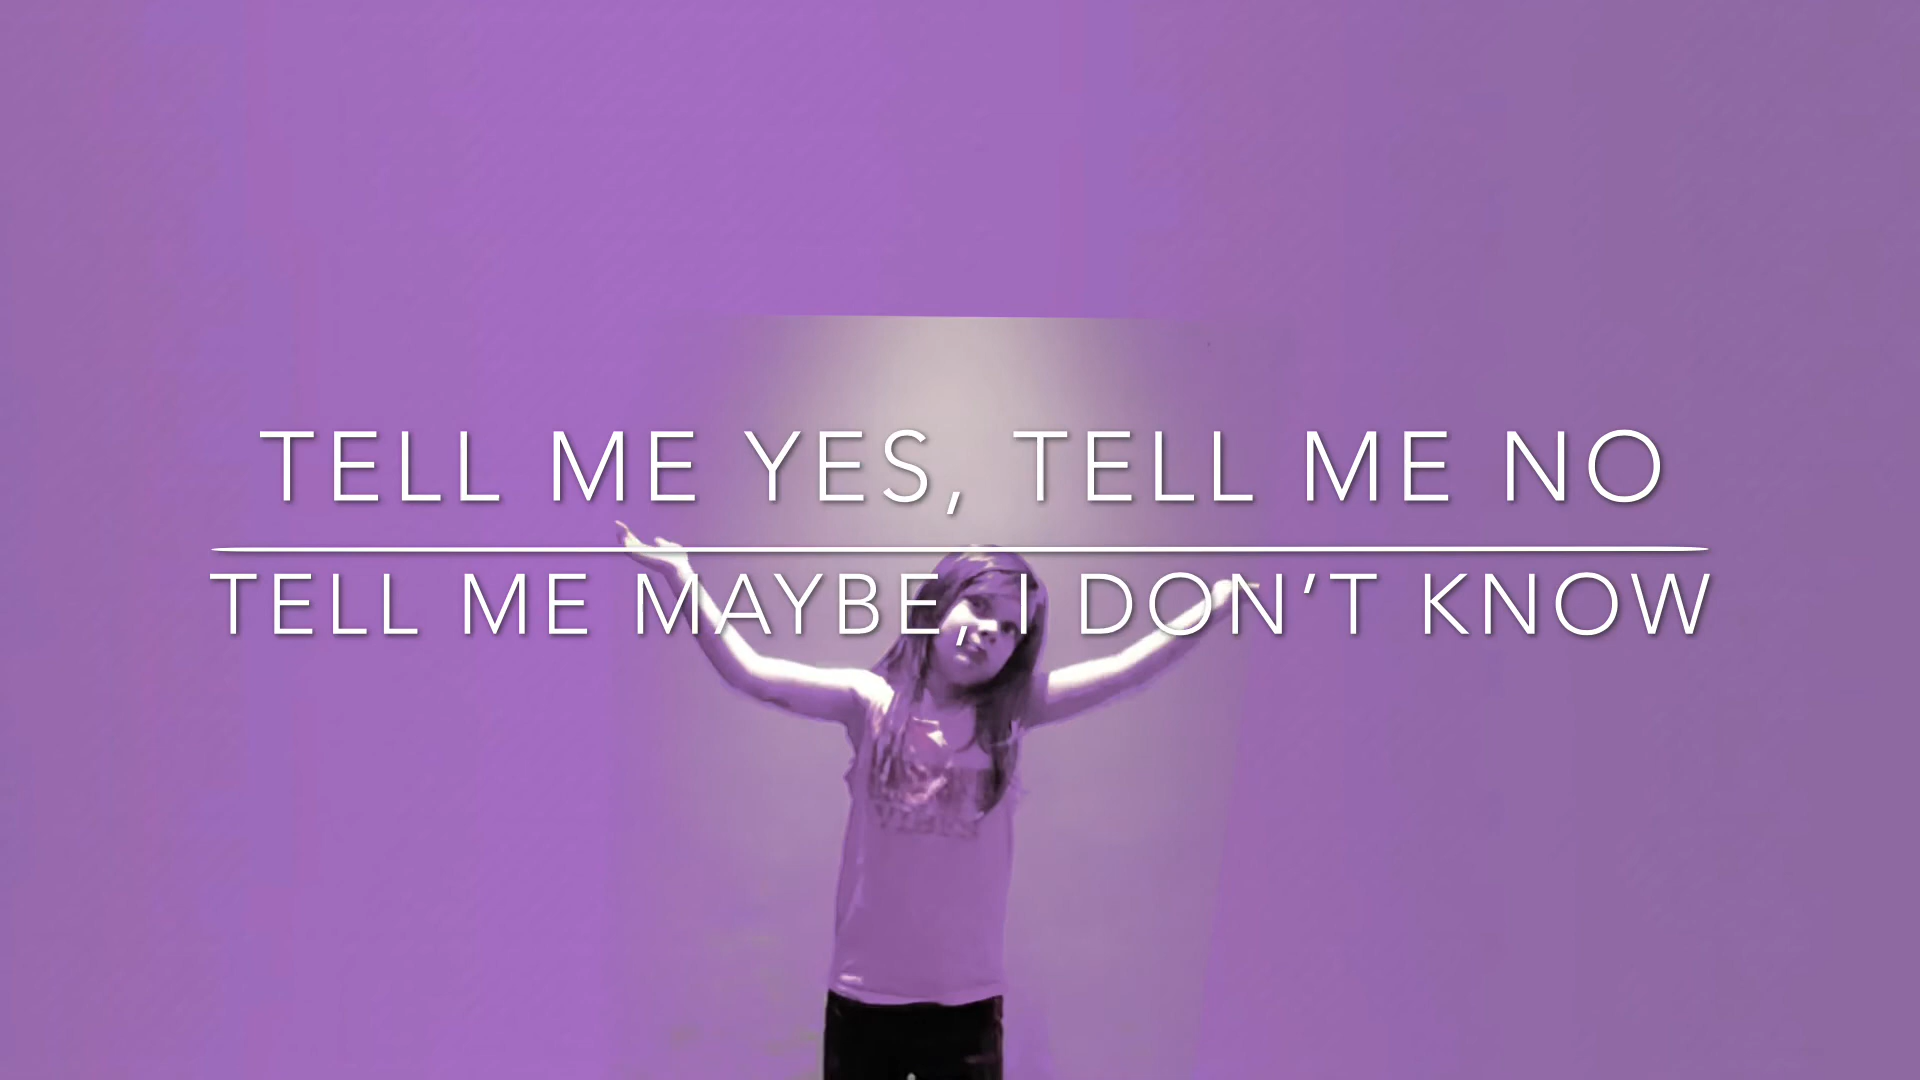 TELL ME YES, TELL ME NO
TELL ME MAYBE, I DON’T KNOW